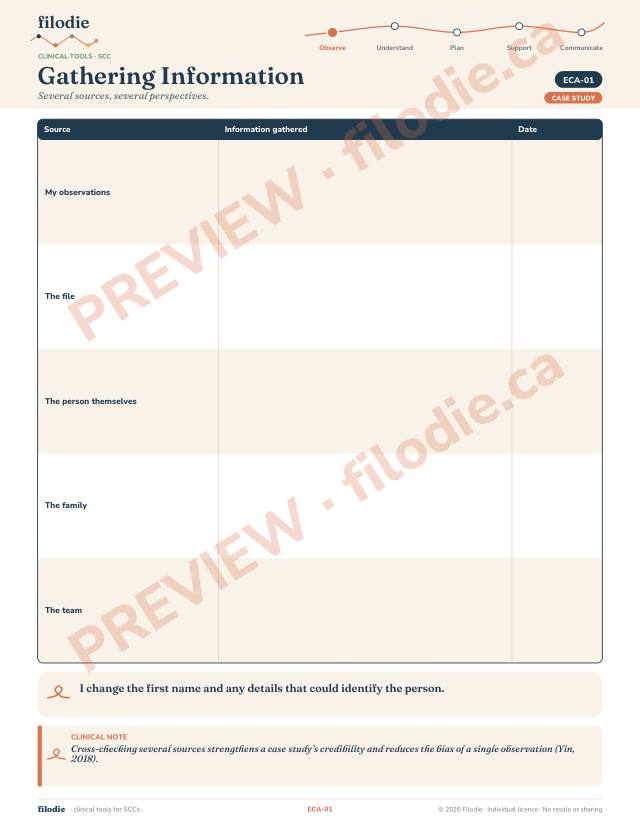 filodie
CLINICAL TOOLS · SCC
Observe Understand Plan Support Communicate
Gathering Information
Several sources, several perspectives.
ECA-01
CASE STUDY
Source Information gathered Date
My observations
The file
The person themselves
The family
The team
PREVIEW · filodie.ca
PREVIEW · filodie.ca
I change the first name and any details that could identify the person.
CLINICAL NOTE
Cross-checking several sources strengthens a case study's credibility and reduces the bias of a single observation (Yin,
2018).
filodie · clinical tools for SCCs ECA-01 © 2026 Filodie · Individual licence · No resale or sharing